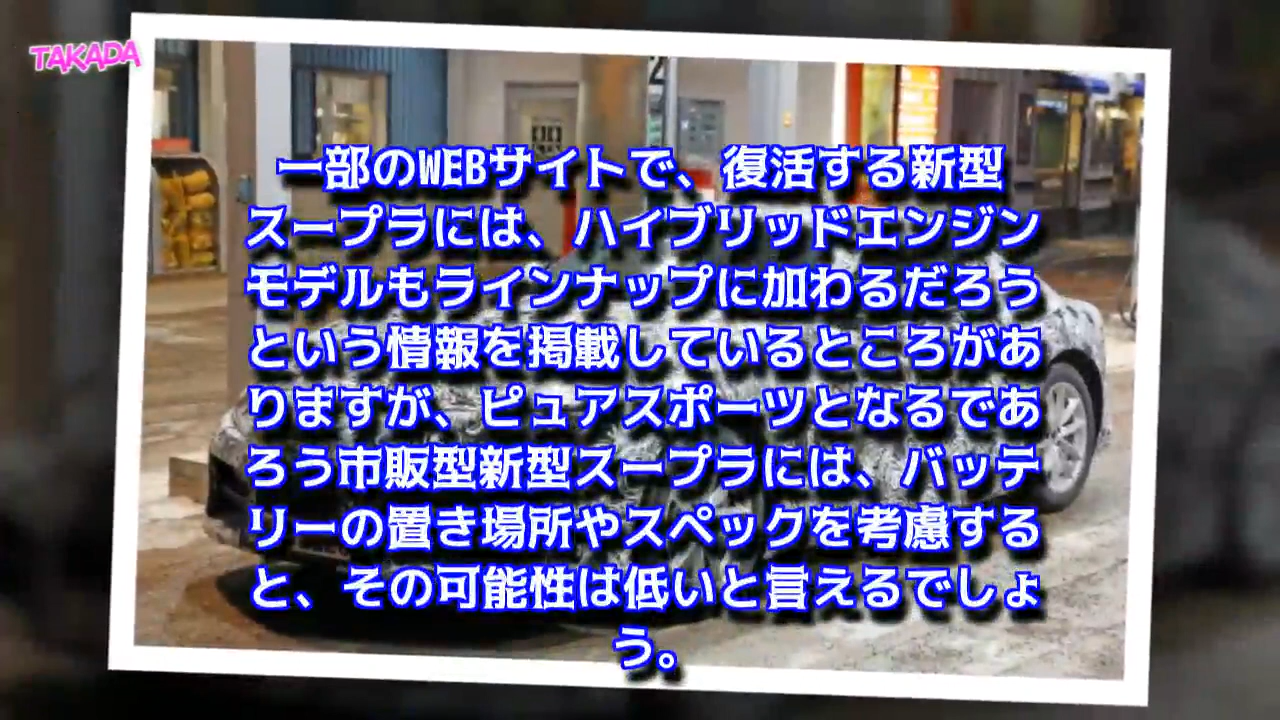 TAKADA
一部のWEBサイトで、復活する新型
スープラには、ハイブリッドエンジン
モデルもラインナップに加わるだろう
という情報を掲載しているところがあ
りますが、ピュアスポーツとなるであ
ろう市販型新型スープラには、バッテ
リーの置き場所やスペックを考慮する
と、その可能性は低いと言えるでしょ
う。